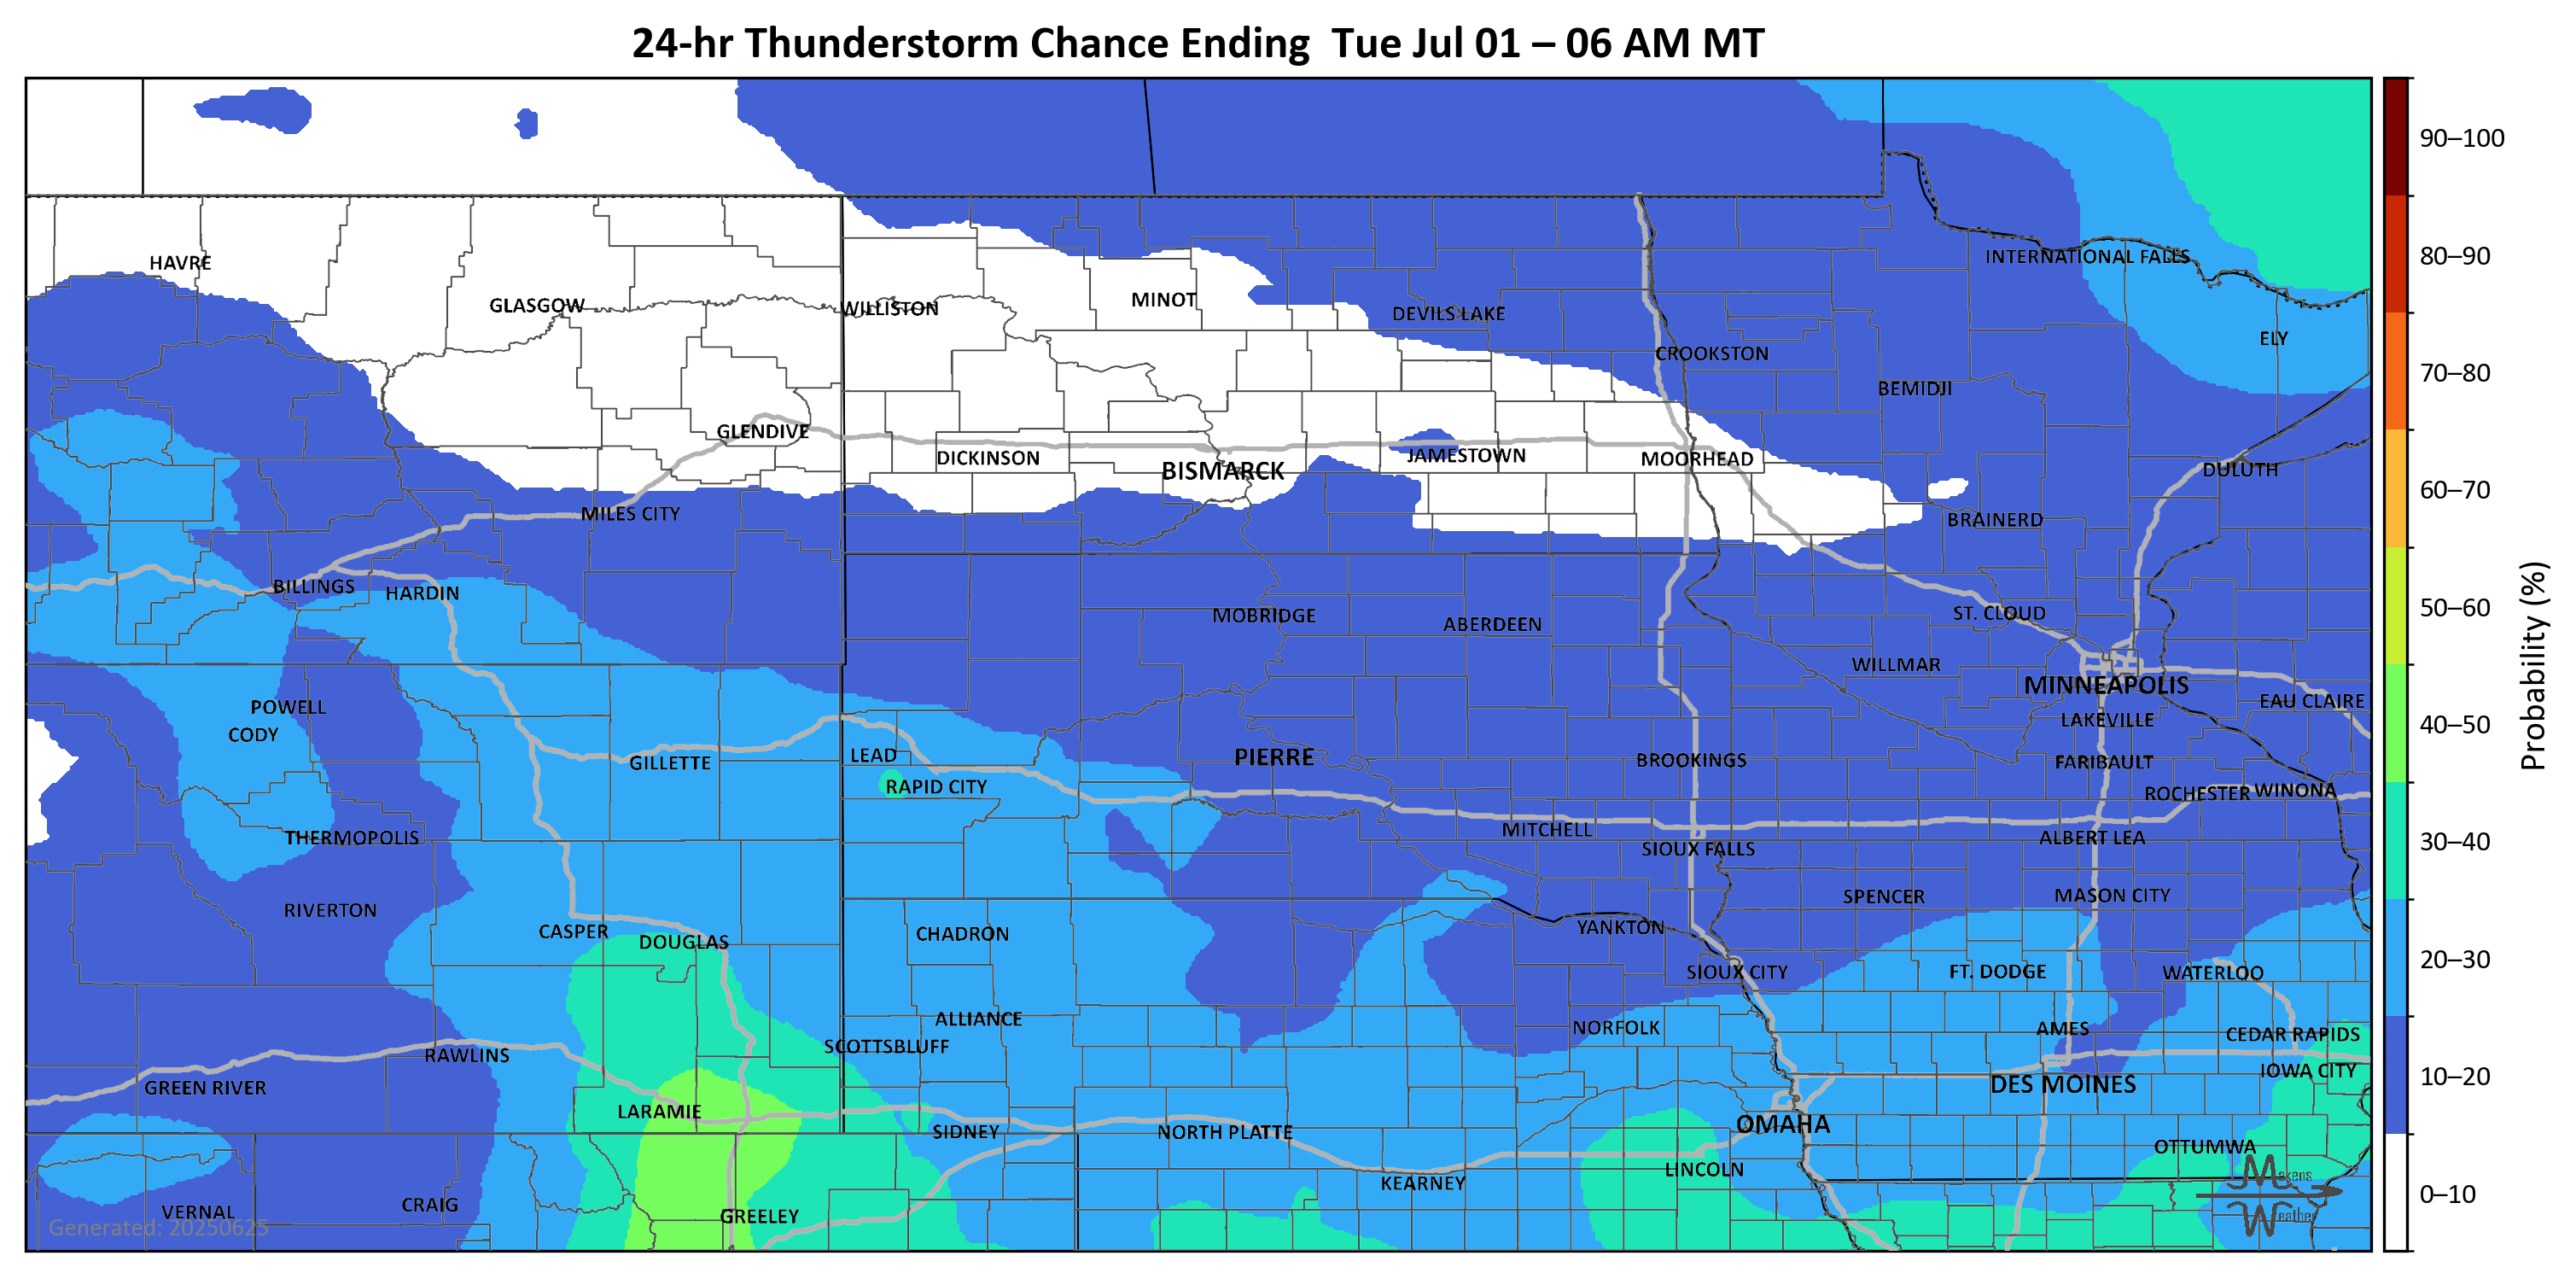 24-hr Thunderstorm Chance Ending  Tue Jul 01 – 06 AM MT
90–100
INTERNATIONAL FALLS
80–90
HAVRE
MINOT
GLASGOW
WILLISTON
DEVILS LAKE
ELY
CROOKSTON
70–80
BEMIDJI
GLENDIVE
JAMESTOWN
DICKINSON
MOORHEAD
BISMARCK
DULUTH
60–70
MILES CITY
BRAINERD
BILLINGS
HARDIN
50–60
MOBRIDGE
ST. CLOUD
ABERDEEN
WILLMAR
MINNEAPOLIS
Probability (%)
EAU CLAIRE
POWELL
LAKEVILLE
40–50
CODY
LEAD
PIERRE
BROOKINGS
GILLETTE
FARIBAULT
RAPID CITY
WINONA
ROCHESTER
MITCHELL
THERMOPOLIS
ALBERT LEA
30–40
SIOUX FALLS
MASON CITY
SPENCER
RIVERTON
YANKTON
CASPER
CHADRON
DOUGLAS
20–30
SIOUX CITY
FT. DODGE
WATERLOO
ALLIANCE
NORFOLK
AMES
CEDAR RAPIDS
SCOTTSBLUFF
RAWLINS
IOWA CITY
10–20
GREEN RIVER
DES MOINES
LARAMIE
OMAHA
SIDNEY
NORTH PLATTE
OTTUMWA
LINCOLN
Makens
KEARNEY
0–10
CRAIG
VERNAL
GREELEY
Weather
Generated: 20250625